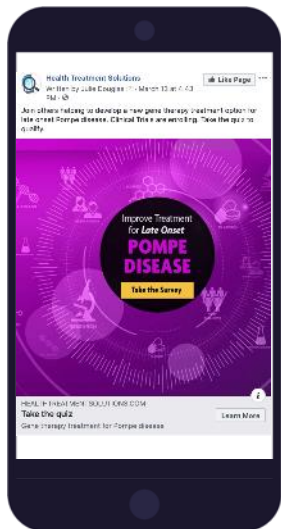 Health Treatment Solutions
Written by Julie Douglas · March 13 at 4:43
PM ·
Like Page
Join others helping to develop a new gene therapy treatment option for
late onset Pompe disease. Clinical Trials are enrolling. Take the quiz to
qualify.
Improve Treatment
for Late Onset
POMPE
DISEASE
Take the Survey
i
HEALTHTREATMENTSOLUTIONS.COM
Take the quiz
Gene therapy treatment for Pompe disease
Learn More